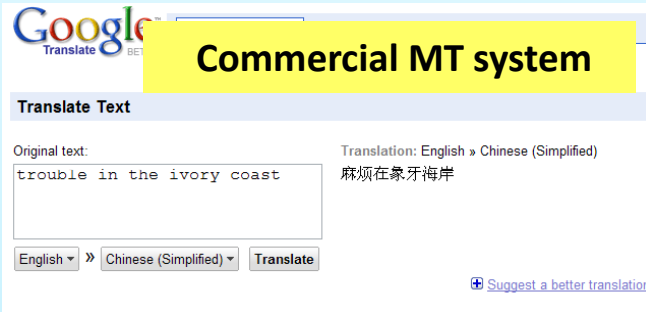 Google
Translate BET
Commercial MT system
Translate Text
Original text:
trouble in the ivory coast
Translation: English » Chinese (Simplified)
麻烦在象牙海岸
English » Chinese (Simplified) Translate
Suggest a better translation